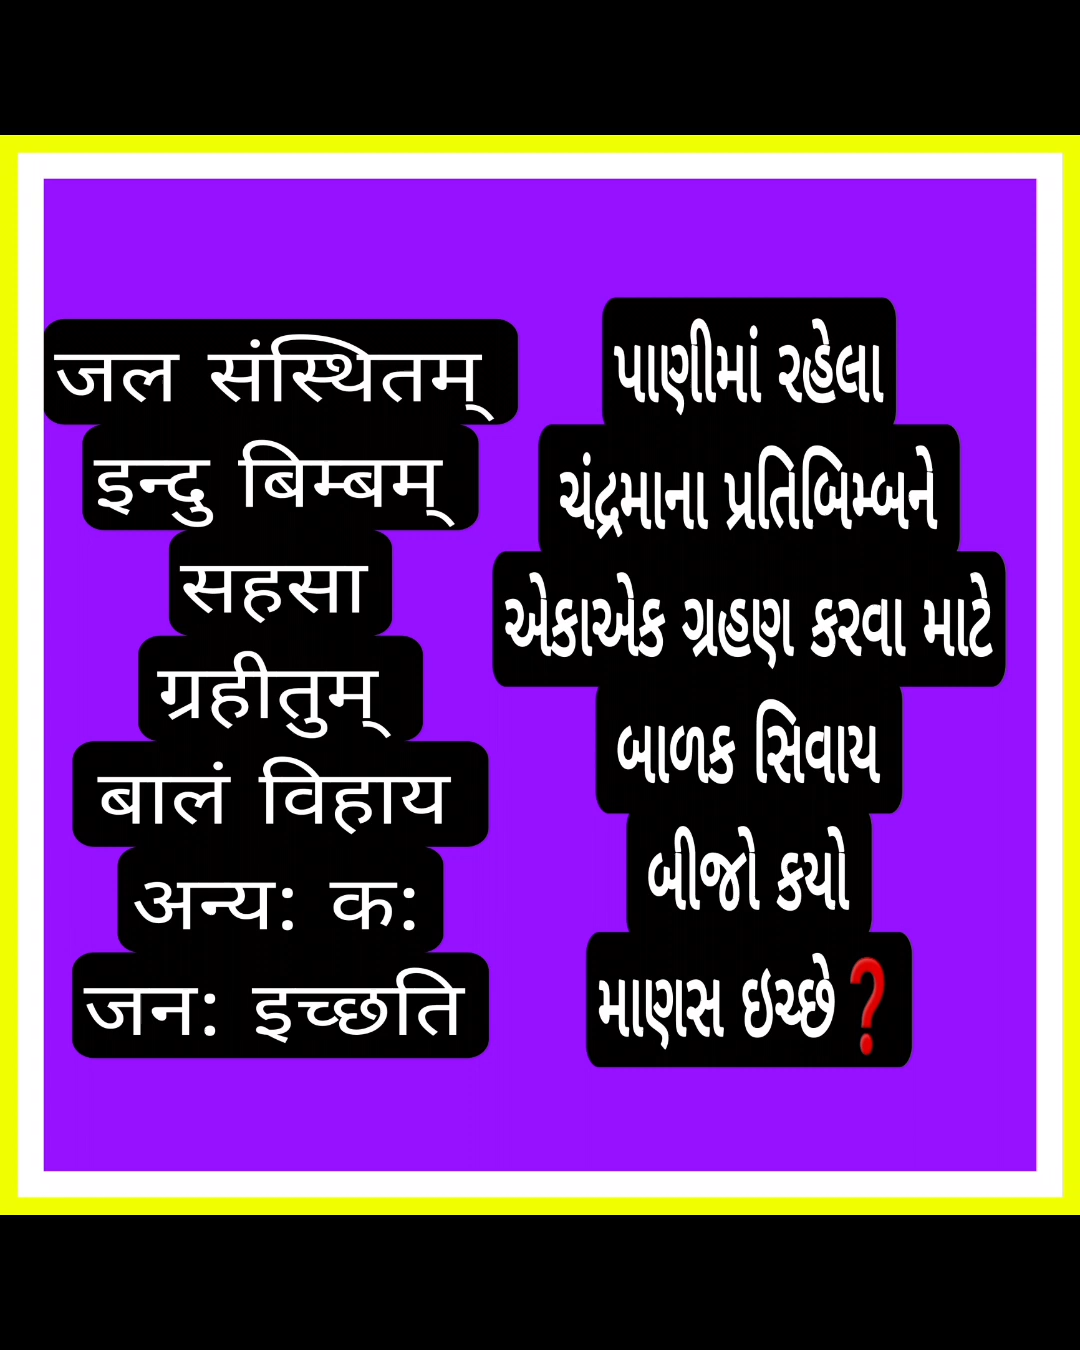 जल संस्थितम्
इन्दु बिम्बम्
सहसा
ग्रहीतुम्
बालं विहाय
अन्य: क:
जन: इच्छति
પાણીમાં રહેલા
ચંદ્રમાના પ્રતિબિમ્બને
એકાએક ગ્રહણ કરવા માટે
બાળક સિવાય
બીજો કયો
માણસ ઇચ્છે❓